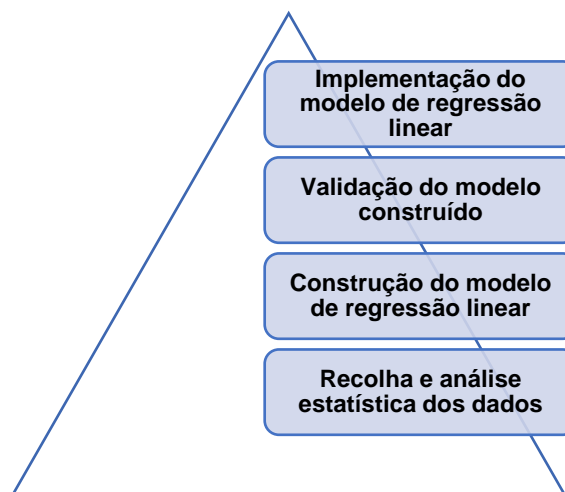 Implementação do
modelo de regressão
linear
Validação do modelo
construído
Construção do modelo
de regressão linear
Recolha e análise
estatística dos dados